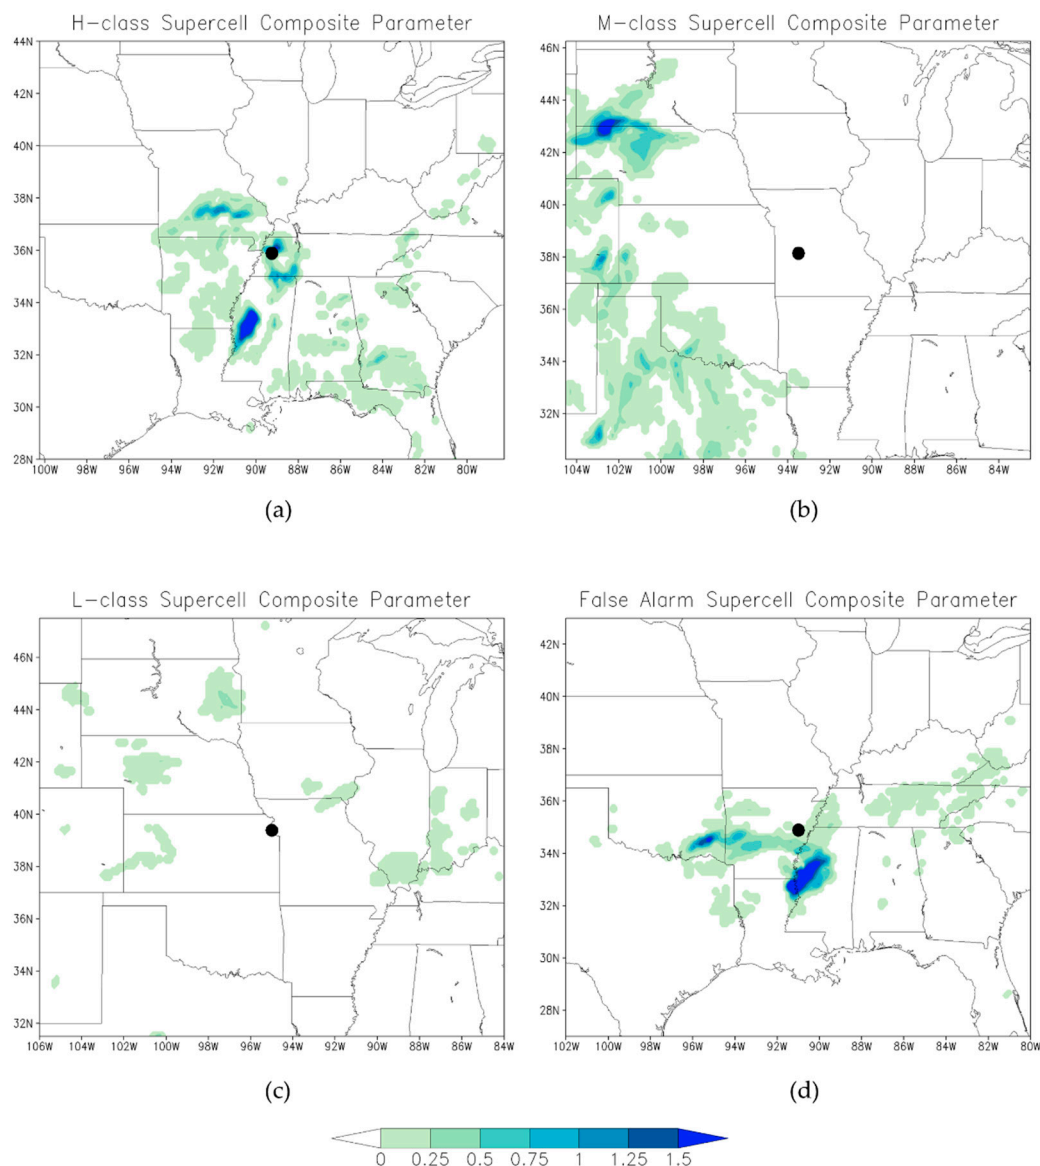 H-class Supercell Composite Parameter
44N
42N
40N
38N
36N
34N
32N
30N
28N
100W 98W 96W 94W 92W 90W 88W 86W 84W 82W 80W
(a)
M-class Supercell Composite Parameter
46N
44N
42N
40N
38N
36N
34N
32N
104W 102W 100W 98W 96W 94W 92W 90W 88W 86W 84W
(b)
L-class Supercell Composite Parameter
46N
44N
42N
40N
38N
36N
34N
32N
106W 104W 102W 100W 98W 96W 94W 92W 90W 88W 86W 84W
(c)
False Alarm Supercell Composite Parameter
42N
40N
38N
36N
34N
32N
30N
28N
102W 100W 98W 96W 94W 92W 90W 88W 86W 84W 82W 80W
(d)
0 0.25 0.5 0.75 1 1.25 1.5